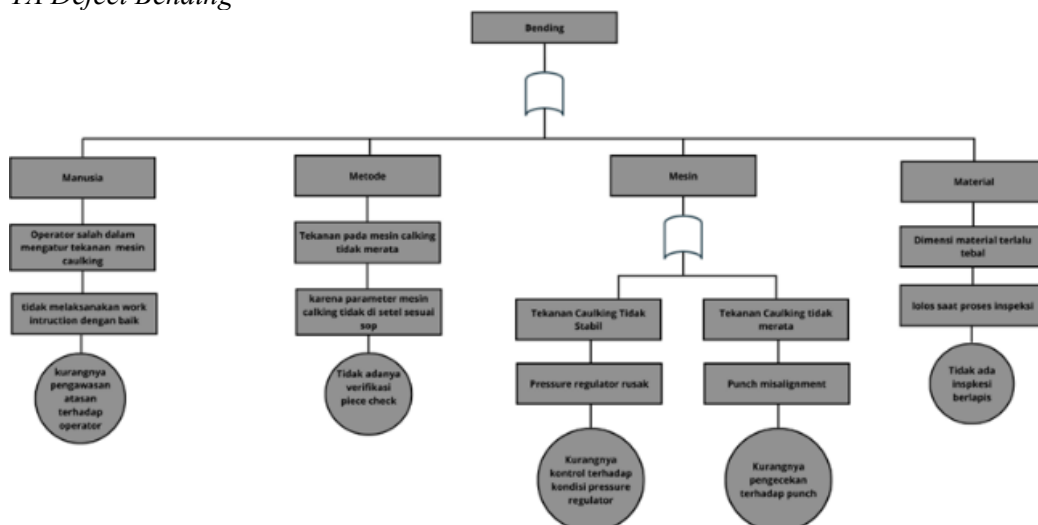 TA Defect Bending
Bending
Manusia
Metode
Mesin
Material
Operator salah dalam
mengatur tekanan mesin
caulking
Tekanan pada mesin calking
tidak merata
Dimensi material terlalu
tebal
tidak melaksanakan work
intruction dengan baik
karena parameter mesin
calking tidak di setel sesuai
sop
Tekanan Caulking Tidak
Stabil
Tekanan Caulking tidak
merata
lolos saat proses inspeksi
kurangnya
pengawasan
atasan
terhadap
operator
Tidak adanya
verifikasi
piece check
Pressure regulator rusak
Punch misalignment
Tidak ada
inspkesi
berlapis
Kurangnya
kontrol terhadap
kondisi pressure
regulator
Kurangnya
pengecekan
terhadap punch